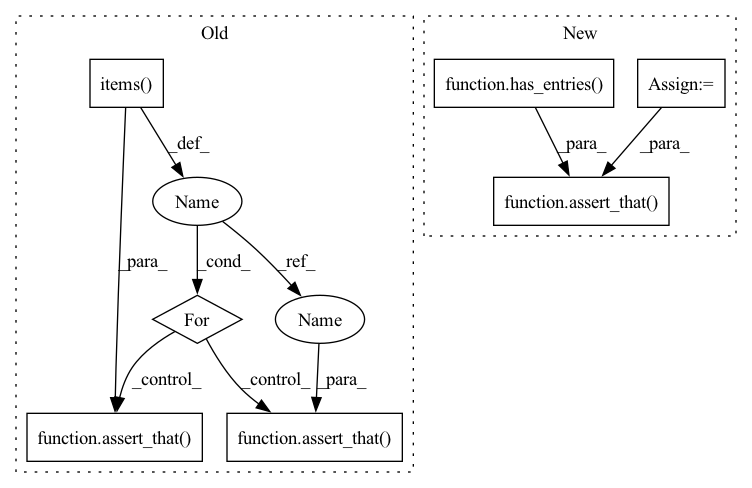 Old
New
items()
function.has_entries()
Assign:=
_def_
_para_
_para_
Name
function.assert_that()
_para_
_cond_
_ref_
For
Name
_control_
_control_
_para_
function.assert_that()
function.assert_that()